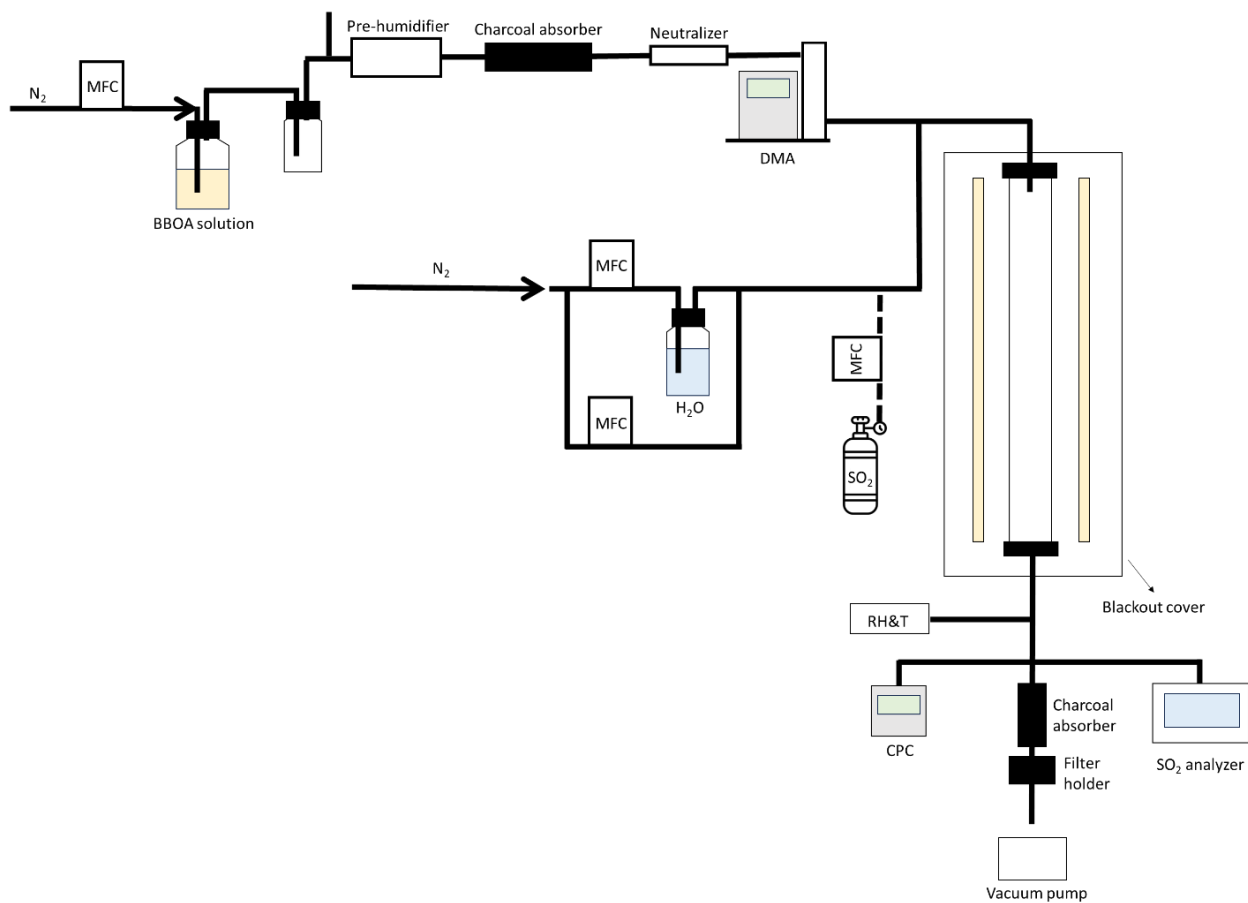 Pre-humidifier
Charcoal absorber
Neutralizer
N2
MFC
DMA
BBOA solution
N2
MFC
MFC
H2O
MFC
SO2
Blackout cover
RH&T
CPC
Charcoal
absorber
Filter
holder
SO2 analyzer
Vacuum pump